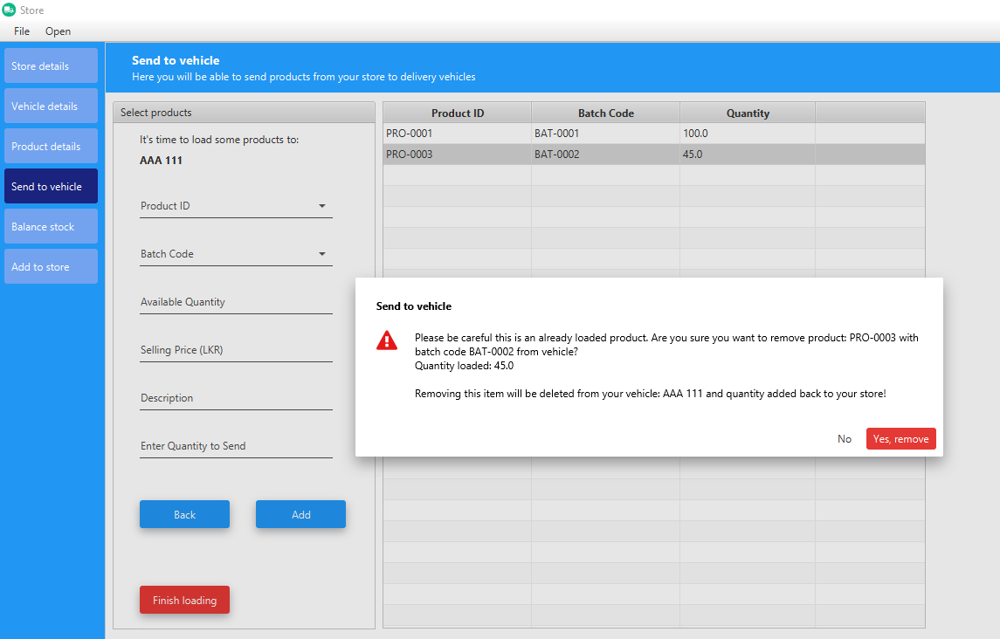 Store
File Open
Store details
Vehicle details
Product details
Send to vehicle
Balance stock
Add to store
Send to vehicle
Here you will be able to send products from your store to delivery vehicles
Select products
It's time to load some products to:
AAA 111
Product ID
Batch Code
Available Quantity
Selling Price (LKR)
Description
Enter Quantity to Send
Back Add
Finish loading
Product ID Batch Code Quantity
PRO-0001 BAT-0001 100.0
PRO-0003 BAT-0002 45.0
Send to vehicle
Please be careful this is an already loaded product. Are you sure you want to remove product: PRO-0003 with
batch code BAT-0002 from vehicle?
Quantity loaded: 45.0
Removing this item will be deleted from your vehicle: AAA 111 and quantity added back to your store!
No Yes, remove